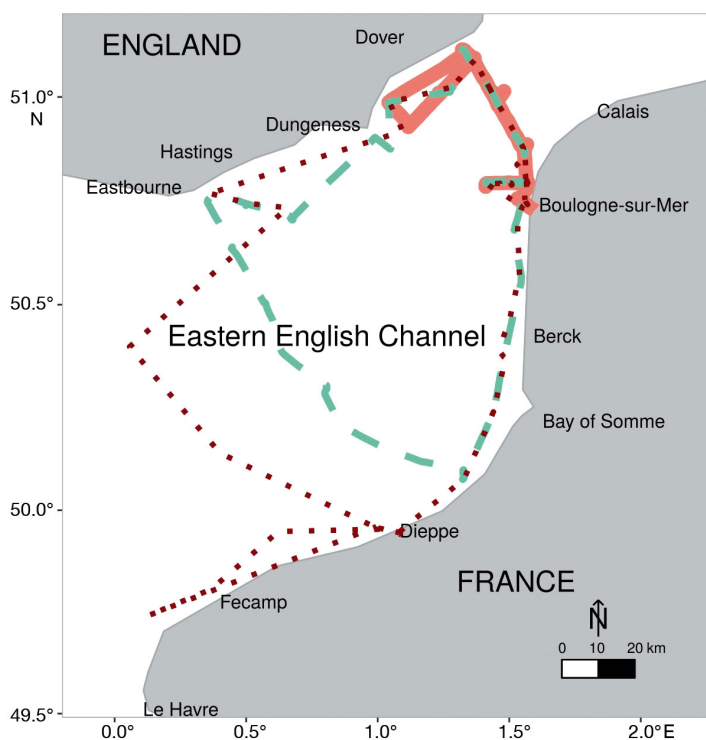 ENGLAND
Dover
51.0°
N
Calais
Dungeness
Hastings
Eastbourne
Boulogne-sur-Mer
50.5°
Eastern English Channel
Berck
Bay of Somme
50.0°
Dieppe
FRANCE
Fecamp
N
0 10 20 km
49.5°
Le Havre
0.0° 0.5° 1.0° 1.5° 2.0°E